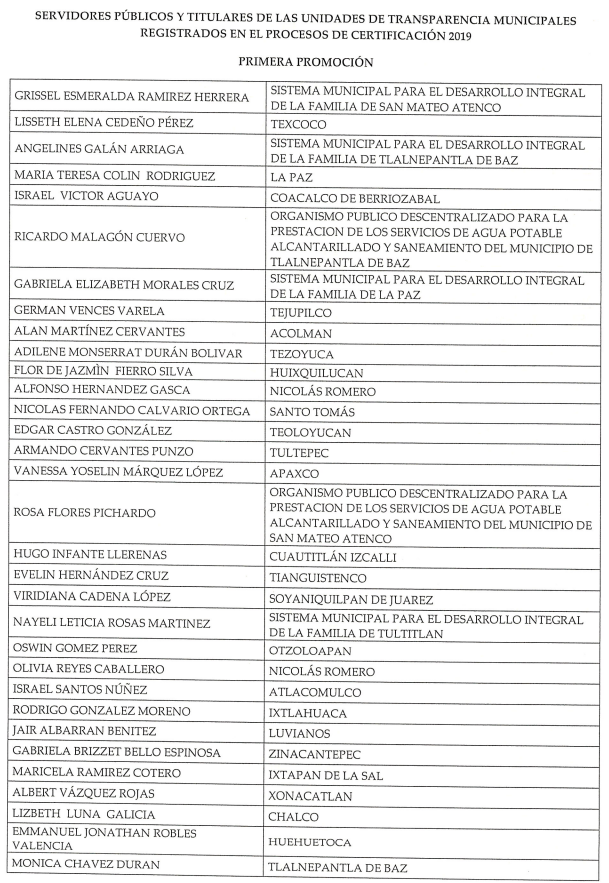 SERVIDORES PÚBLICOS Y TITULARES DE LAS UNIDADES DE TRANSPARENCIA MUNICIPALES
REGISTRADOS EN EL PROCESOS DE CERTIFICACIÓN 2019
PRIMERA PROMOCIÓN
GRISSEL ESMERALDA RAMIREZ HERRERA
SISTEMA MUNICIPAL PARA EL DESARROLLO INTEGRAL
DE LA FAMILIA DE SAN MATEO ATENCO
LISSETH ELENA CEDEÑO PÉREZ
TEXCOCO
ANGELINES GALÁN ARRIAGA
SISTEMA MUNICIPAL PARA EL DESARROLLO INTEGRAL
DE LA FAMILIA DE TLALNEPANTLA DE BAZ
MARIA TERESA COLIN RODRIGUEZ
LA PAZ
ISRAEL VICTOR AGUAYO
COACALCO DE BERRIOZABAL
RICARDO MALAGÓN CUERVO
ORGANISMO PUBLICO DESCENTRALIZADO PARA LA
PRESTACION DE LOS SERVICIOS DE AGUA POTABLE
ALCANTARILLADO Y SANEAMIENTO DEL MUNICIPIO DE
TLALNEPANTLA DE BAZ
GABRIELA ELIZABETH MORALES CRUZ
SISTEMA MUNICIPAL PARA EL DESARROLLO INTEGRAL
DE LA FAMILIA DE LA PAZ
GERMAN VENCES VARELA
TEJUPILCO
ALAN MARTÍNEZ CERVANTES
ACOLMAN
ADILENE MONSERRAT DURÁN BOLIVAR
TEZOYUCA
FLOR DE JAZMÌN FIERRO SILVA
HUIXQUILUCAN
ALFONSO HERNANDEZ GASCA
NICOLÁS ROMERO
NICOLAS FERNANDO CALVARIO ORTEGA
SANTO TOMÁS
EDGAR CASTRO GONZÁLEZ
TEOLOYUCAN
ARMANDO CERVANTES PUNZO
TULTEPEC
VANESSA YOSELIN MÁRQUEZ LÓPEZ
APAXCO
ROSA FLORES PICHARDO
ORGANISMO PUBLICO DESCENTRALIZADO PARA LA
PRESTACION DE LOS SERVICIOS DE AGUA POTABLE
ALCANTARILLADO Y SANEAMIENTO DEL MUNICIPIO DE
SAN MATEO ATENCO
HUGO INFANTE LLERENAS
CUAUTITLÁN IZCALLI
EVELIN HERNÁNDEZ CRUZ
TIANGUISTENCO
VIRIDIANA CADENA LÓPEZ
SOYANIQUILPAN DE JUAREZ
NAYELI LETICIA ROSAS MARTINEZ
SISTEMA MUNICIPAL PARA EL DESARROLLO INTEGRAL
DE LA FAMILIA DE TULTITLAN
OSWIN GOMEZ PEREZ
OTZOLOAPAN
OLIVIA REYES CABALLERO
NICOLÁS ROMERO
ISRAEL SANTOS NÚÑEZ
ATLACOMULCO
RODRIGO GONZALEZ MORENO
IXTLAHUACA
JAIR ALBARRAN BENITEZ
LUVIANOS
GABRIELA BRIZZET BELLO ESPINOSA
ZINACANTEPEC
MARICELA RAMIREZ COTERO
IXTAPAN DE LA SAL
ALBERT VÁZQUEZ ROJAS
XONACATLAN
LIZBETH LUNA GALICIA
CHALCO
EMMANUEL JONATHAN ROBLES
VALENCIA
HUEHUETOCA
MONICA CHAVEZ DURAN
TLALNEPANTLA DE BAZ